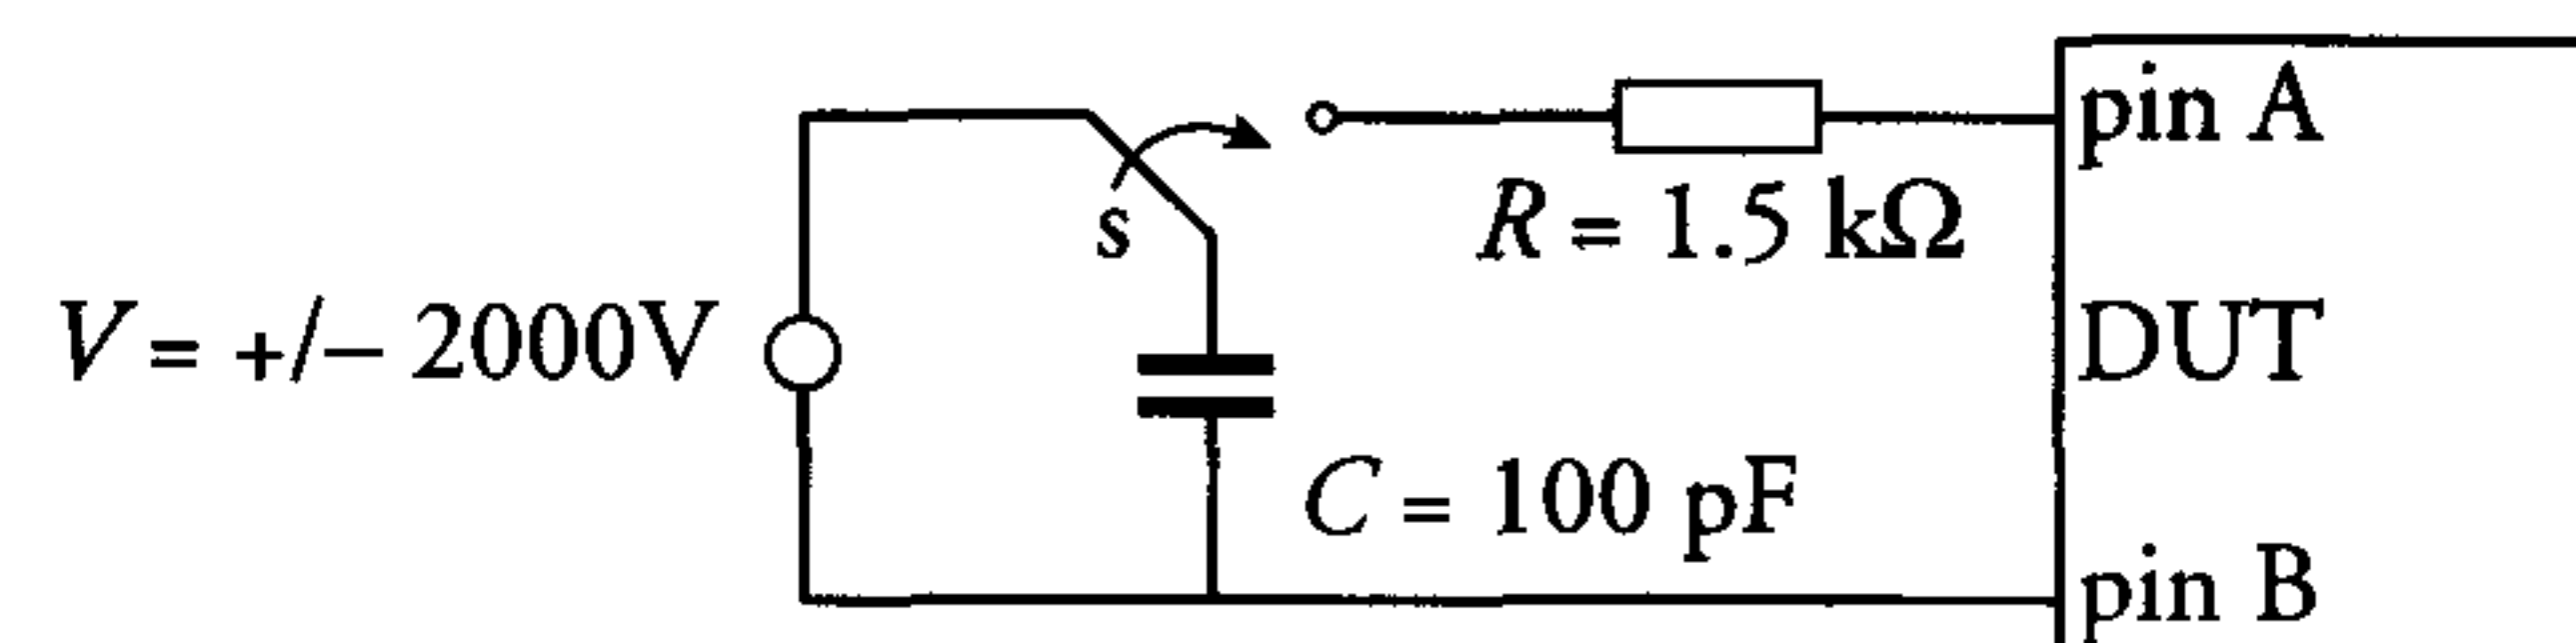 pin A
s
R = 1.5 kΩ
V = +/– 2000V
DUT
C = 100 pF
pin B